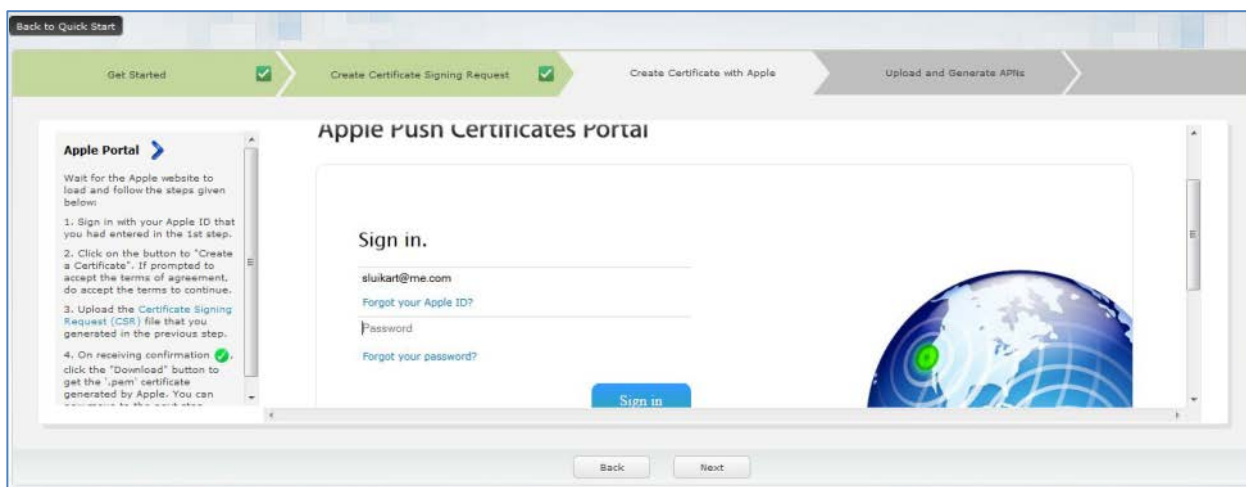 Back to Quick Start
Get Started
Create Certificate Signing Request
Create Certificate with Apple
Upload and Generate APNs
Apple Portal
Wait for the Apple website to
load and follow the steps given
below:
1. Sign in with your Apple ID that
you had entered in the 1st step.
2. Click on the button to "Create
a Certificate". If prompted to
accept the terms of agreement,
do accept the terms to continue.
3. Upload the Certificate Signing
Request (CSR) file that you
generated in the previous step.
4. On receiving confirmation ,
click the "Download" button to
get the '.pem' certificate
generated by Apple. You can
Apple Push Certificates Portal
Sign in.
sluikart@me.com
Forgot your Apple ID?
Password
Forgot your password?
Sign in
Back
Next